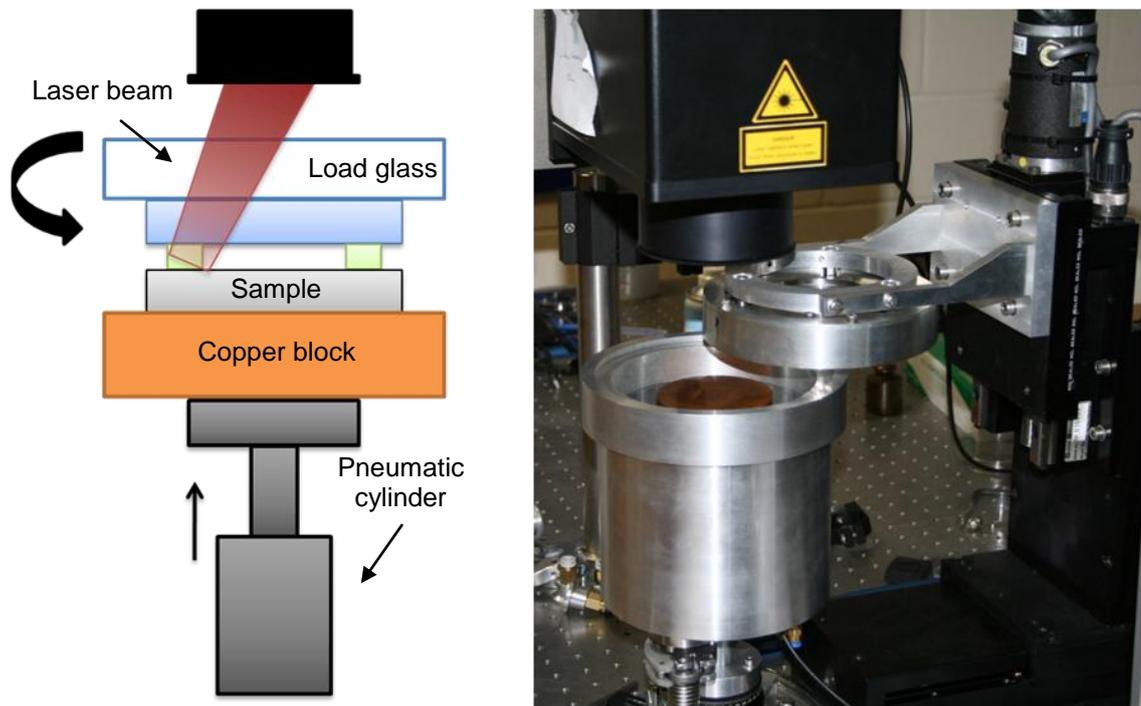 Laser beam
Load glass
Sample
Copper block
Pneumatic
cylinder